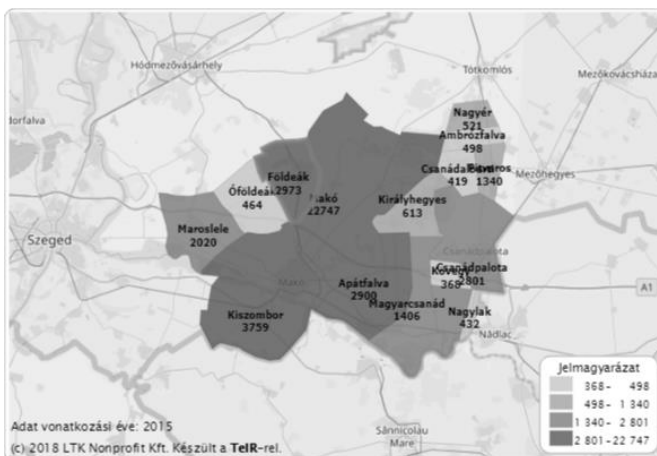 Hódmezővásárhely
Tótkomlós
Mezőkovácsháza
dorfalva
Nagyér
521
Ambrózfalva
498
Földeák
2973
Csanádalberti
419
Pitvaros
1340
Mezőhegyes
Óföldeák
464
Makó
22747
Királyhegyes
613
Maroslele
2020
Szeged
Csanádpalota
Kövegy
368
Csanádpalota
2801
Makó
Apátfalva
2900
A1
Magyarcsanád
1406
Nagylak
432
Kiszombor
3759
Nădlac
Jelmagyarázat
368- 498
498- 1 340
1 340- 2 801
2 801-22 747
Adat vonatkozási éve: 2015
Sânnicolau
Mare
(c) 2018 LTK Nonprofit Kft. Készült a TeIR-rel.